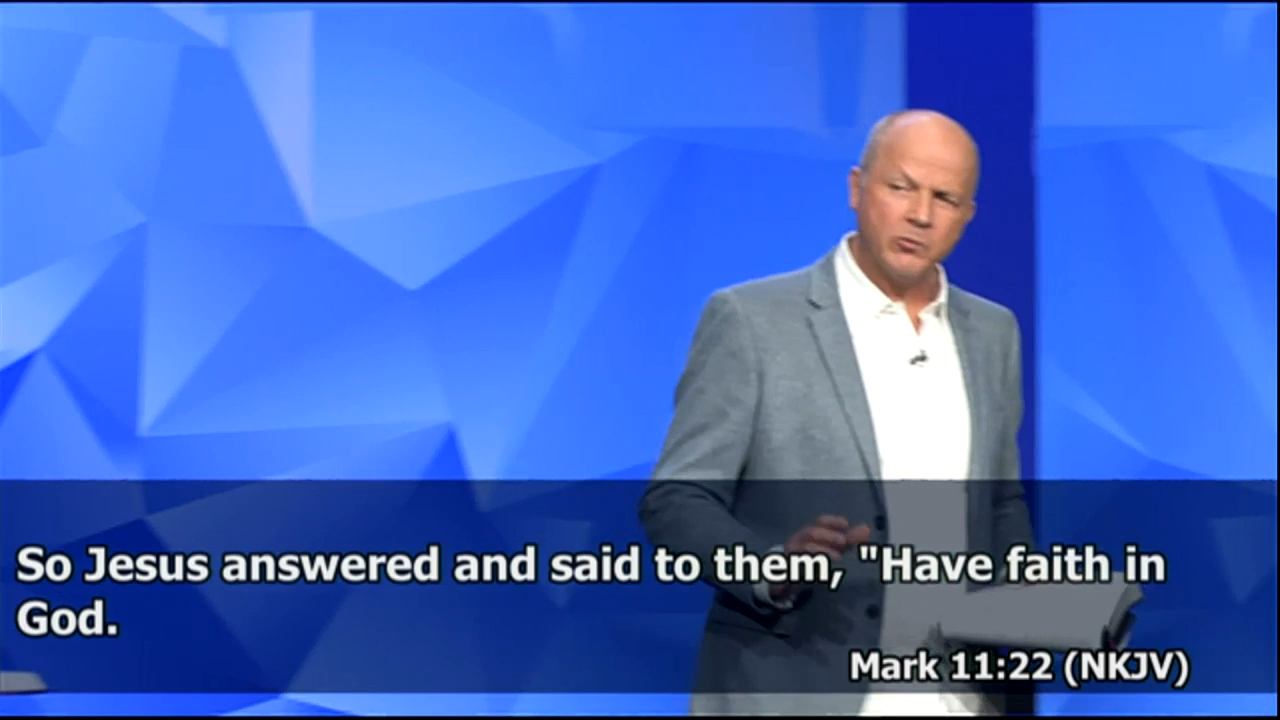 So Jesus answered and said to them, "Have faith in
God.
Mark 11:22 (NKJV)